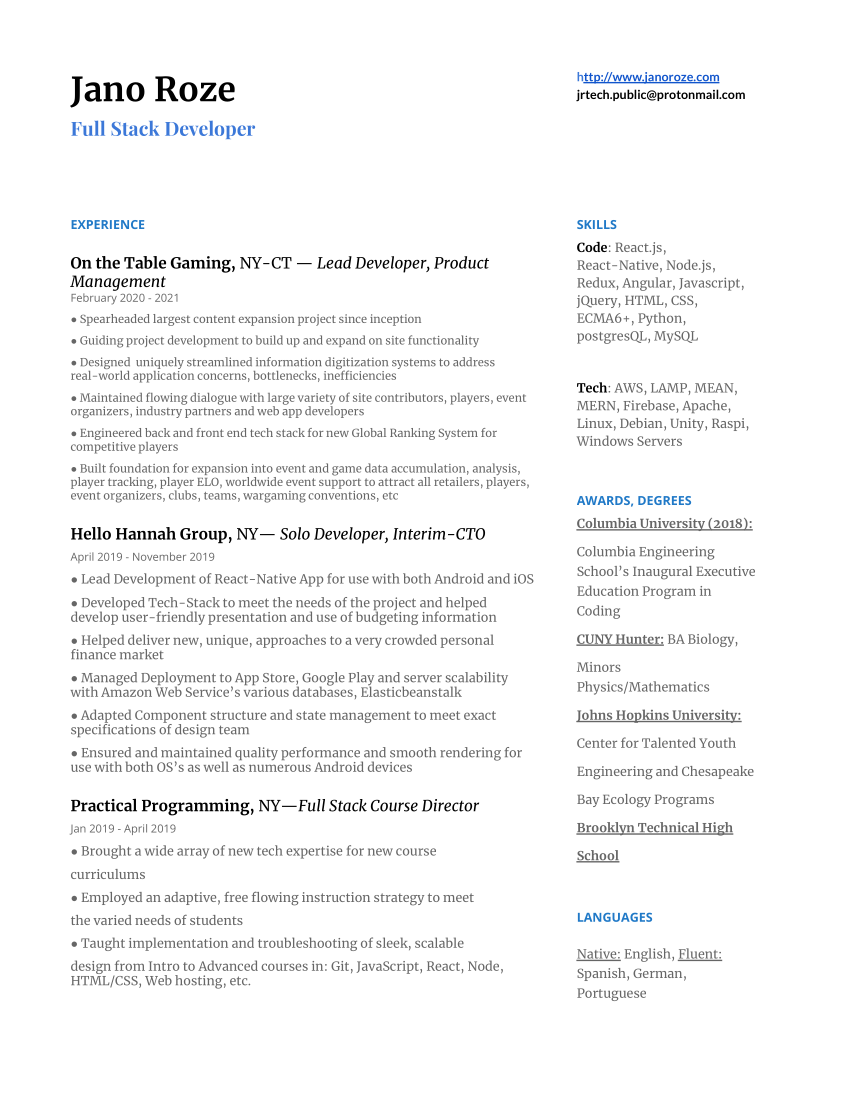 Jano Roze
Full Stack Developer
http://www.janoroze.com
jrtech.public@protonmail.com
EXPERIENCE
On the Table Gaming, NY-CT — Lead Developer, Product
Management
February 2020 - 2021
● Spearheaded largest content expansion project since inception
● Guiding project development to build up and expand on site functionality
● Designed  uniquely streamlined information digitization systems to address
real-world application concerns, bottlenecks, inefficiencies
● Maintained flowing dialogue with large variety of site contributors, players, event
organizers, industry partners and web app developers
● Engineered back and front end tech stack for new Global Ranking System for
competitive players
● Built foundation for expansion into event and game data accumulation, analysis,
player tracking, player ELO, worldwide event support to attract all retailers, players,
event organizers, clubs, teams, wargaming conventions, etc
Hello Hannah Group, NY— Solo Developer, Interim-CTO
April 2019 - November 2019
● Lead Development of React-Native App for use with both Android and iOS
● Developed Tech-Stack to meet the needs of the project and helped
develop user-friendly presentation and use of budgeting information
● Helped deliver new, unique, approaches to a very crowded personal
finance market
● Managed Deployment to App Store, Google Play and server scalability
with Amazon Web Service’s various databases, Elasticbeanstalk
● Adapted Component structure and state management to meet exact
specifications of design team
● Ensured and maintained quality performance and smooth rendering for
use with both OS’s as well as numerous Android devices
Practical Programming, NY—Full Stack Course Director
Jan 2019 - April 2019
● Brought a wide array of new tech expertise for new course
curriculums
● Employed an adaptive, free flowing instruction strategy to meet
the varied needs of students
● Taught implementation and troubleshooting of sleek, scalable
design from Intro to Advanced courses in: Git, JavaScript, React, Node,
HTML/CSS, Web hosting, etc.
SKILLS
Code: React.js,
React-Native, Node.js,
Redux, Angular, Javascript,
jQuery, HTML, CSS,
ECMA6+, Python,
postgresQL, MySQL
Tech: AWS, LAMP, MEAN,
MERN, Firebase, Apache,
Linux, Debian, Unity, Raspi,
Windows Servers
AWARDS, DEGREES
Columbia University (2018):
Columbia Engineering
School’s Inaugural Executive
Education Program in
Coding
CUNY Hunter: BA Biology,
Minors
Physics/Mathematics
Johns Hopkins University:
Center for Talented Youth
Engineering and Chesapeake
Bay Ecology Programs
Brooklyn Technical High
School
LANGUAGES
Native: English, Fluent:
Spanish, German,
Portuguese